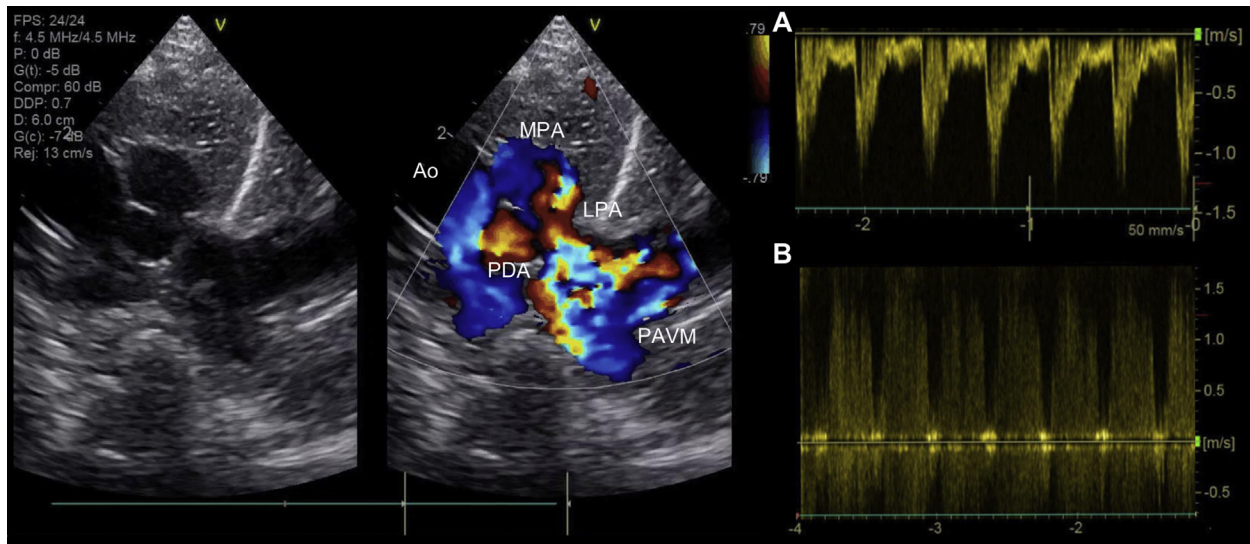 FPS: 24/24
f: 4.5 MHz/4.5 MHz
P: 0 dB
G(t): -5 dB
Compr: 60 dB
DDP: 0.7
D: 6.0 cm
G(c): -7 dB
Rej: 13 cm/s
2
V
2
V
MPA
Ao
LPA
PDA
PAVM
.79
-.79
A
[m/s]
-0.5
-1.0
-1.5
-2
-1
-0
50 mm/s
B
1.5
1.0
0.5
[m/s]
-0.5
-4
-3
-2